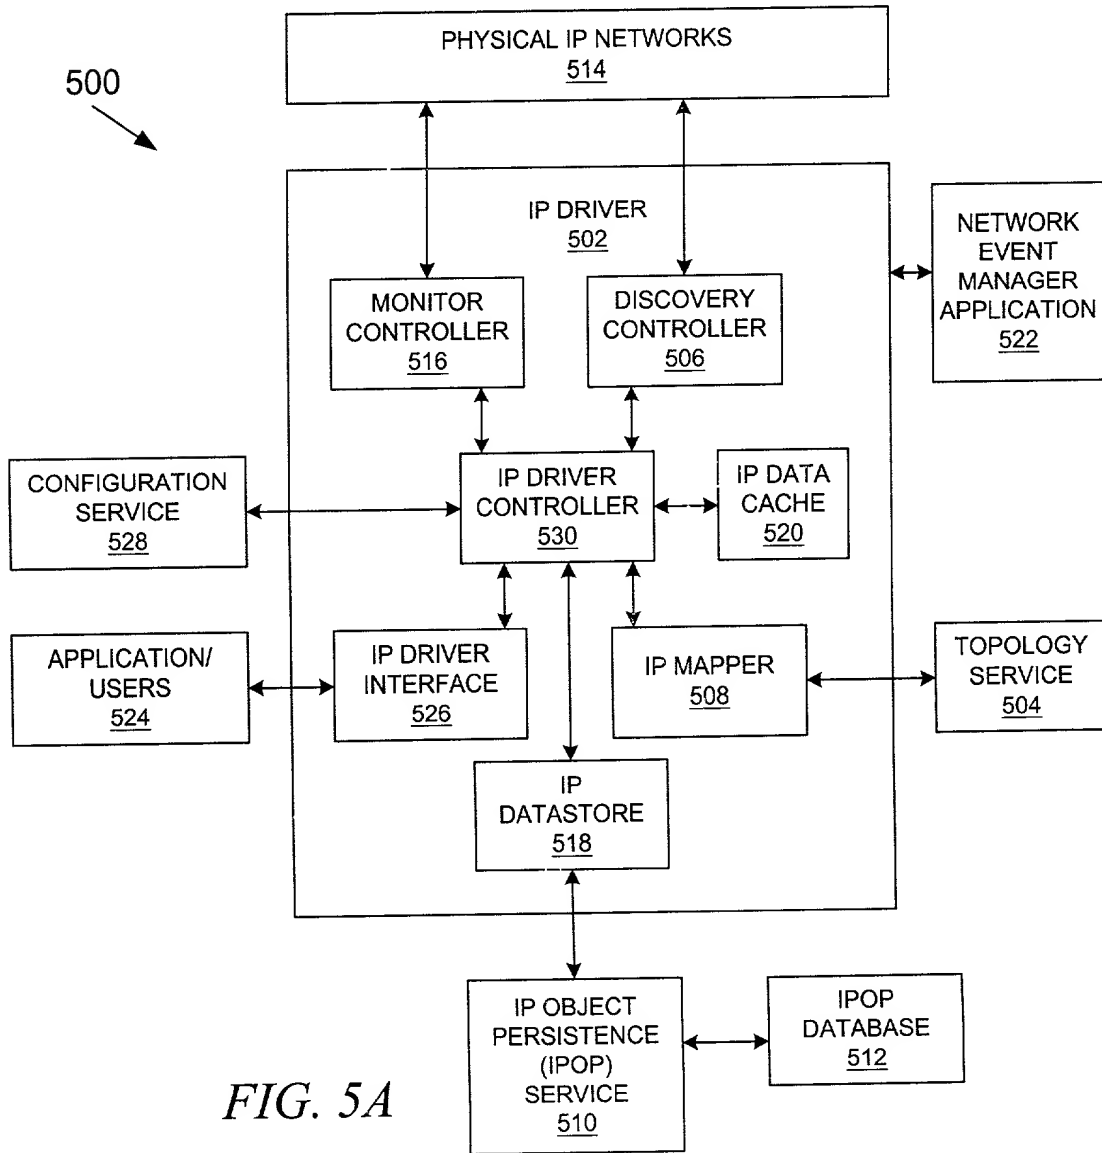 PHYSICAL IP NETWORKS
514
500
IP DRIVER
502
NETWORK
EVENT
MANAGER
APPLICATION
522
MONITOR
CONTROLLER
516
DISCOVERY
CONTROLLER
506
CONFIGURATION
SERVICE
528
IP DRIVER
CONTROLLER
530
IP DATA
CACHE
520
APPLICATION/
USERS
524
IP DRIVER
INTERFACE
526
IP MAPPER
508
TOPOLOGY
SERVICE
504
IP
DATASTORE
518
IP OBJECT
PERSISTENCE
(IPOP)
SERVICE
510
IPOP
DATABASE
512
FIG. 5A